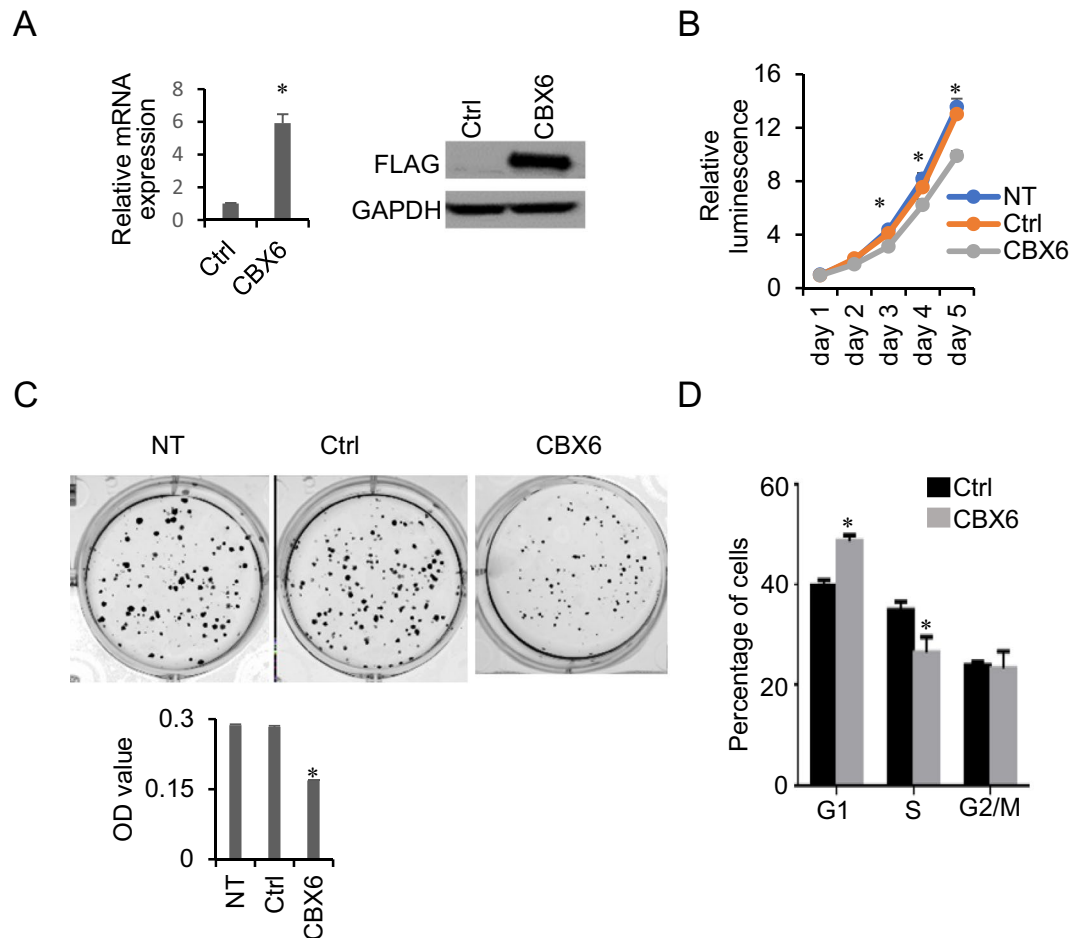 A
Relative mRNA
expression
8
6
4
2
0
*
Ctrl
CBX6
Ctrl
CBX6
FLAG
GAPDH
B
Relative
luminescence
16
12
8
4
0
*
*
*
NT
Ctrl
CBX6
day 1
day 2
day 3
day 4
day 5
C
NT
Ctrl
CBX6
OD value
0.3
0.15
0
*
NT
Ctrl
CBX6
D
Percentage of cells
60
40
20
0
Ctrl
CBX6
*
*
G1
S
G2/M